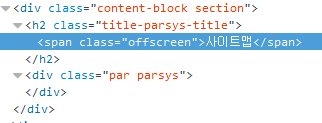 <div class="content-block section">
<h2 class="title-parsys-title">
<span class="offscreen">사이트맵</span>
</h2>
<div class="par parsys">
</div>
</div>